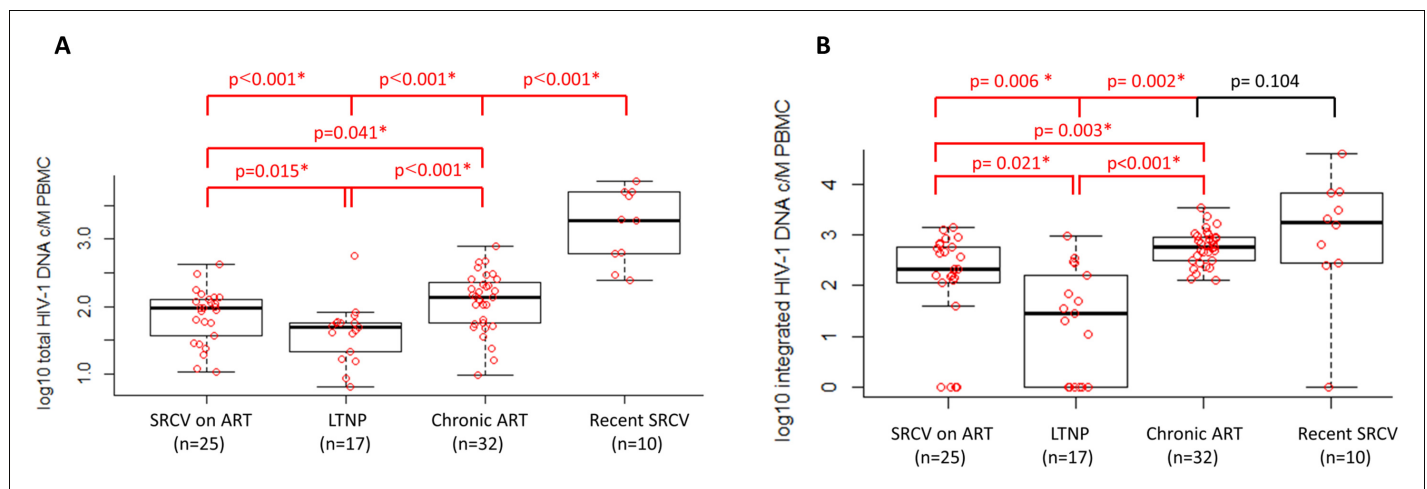 A
p<0.001* p<0.001* p<0.001*
p=0.041*
p=0.015* p<0.001*
log10 total HIV-1 DNA c/M PBMC
3.0
2.0
1.0
SRCV on ART LTNP Chronic ART Recent SRCV
(n=25) (n=17) (n=32) (n=10)
B
p= 0.006 * p= 0.002* p= 0.104
p= 0.003*
p= 0.021* p<0.001*
log10 integrated HIV-1 DNA c/M PBMC
4
3
2
1
0
SRCV on ART LTNP Chronic ART Recent SRCV
(n=25) (n=17) (n=32) (n=10)